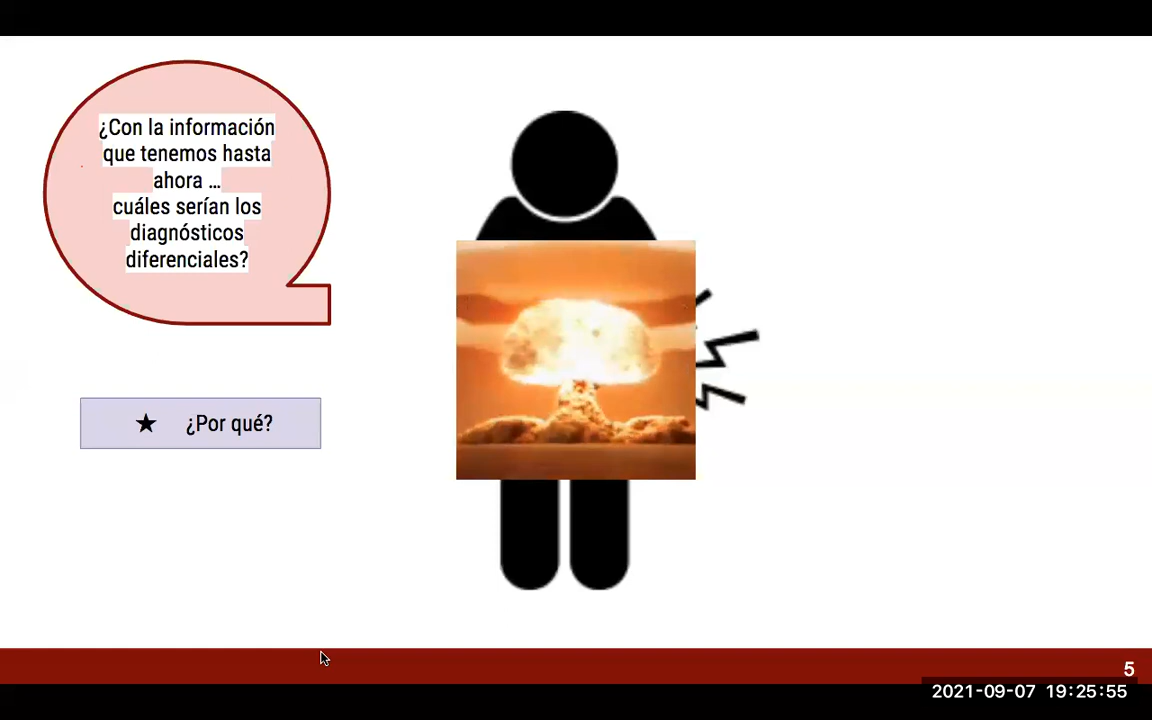 ¿Con la información
que tenemos hasta
ahora ...
cuáles serían los
diagnósticos
diferenciales?
★ ¿Por qué?
5
2021-09-07 19:25:55